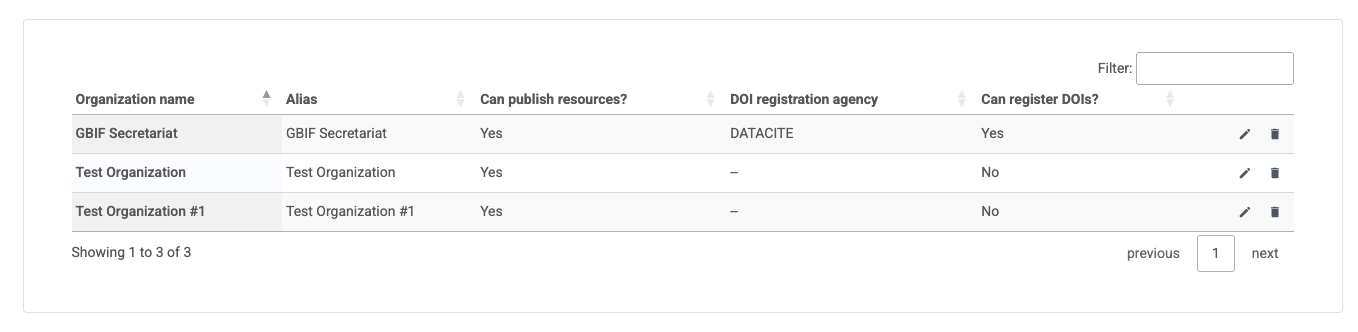 Filter:
Organization name Alias Can publish resources? DOI registration agency Can register DOIs?
GBIF Secretariat GBIF Secretariat Yes DATACITE Yes
Test Organization Test Organization Yes -- No
Test Organization #1 Test Organization #1 Yes -- No
Showing 1 to 3 of 3 previous 1 next